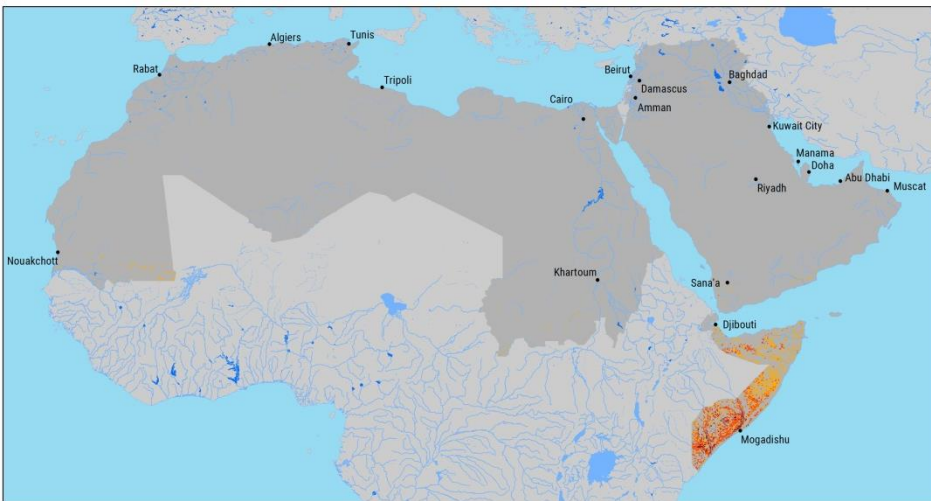 Algiers
Tunis
Rabat
Tripoli
Beirut
Damascus
Baghdad
Cairo
Amman
Kuwait City
Manama
Doha
Riyadh
Abu Dhabi
Muscat
Nouakchott
Khartoum
Sana'a
Djibouti
Mogadishu